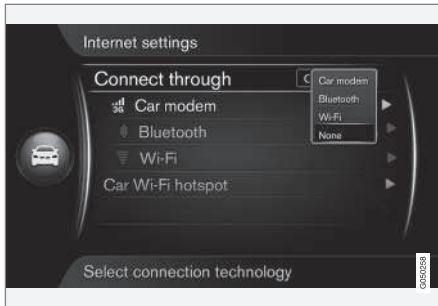 Internet settings
Connect through
Car modem
Bluetooth
Wi-Fi
None
3G Car modem
Bluetooth
Wi-Fi
Car Wi-Fi hotspot
Select connection technology
G050258